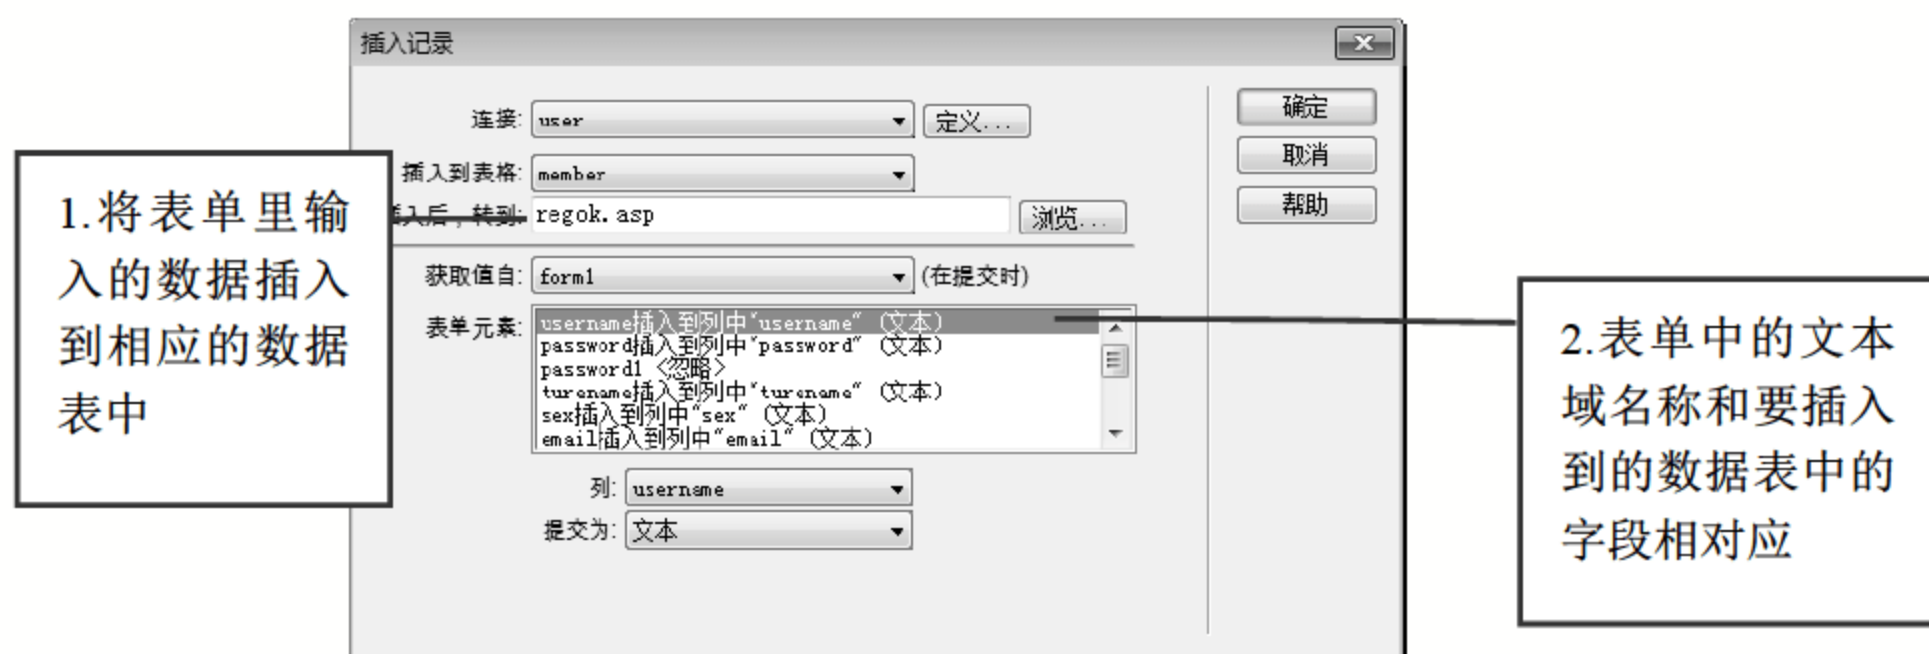 插入记录
连接: user 定义... 确定
插入到表格: member 取消
插入后，转到: regok.asp 浏览... 帮助
获取值自: form1 (在提交时)
表单元素: username插入到列中"username" (文本)
password插入到列中"password" (文本)
password1 <忽略>
turename插入到列中"turename" (文本)
sex插入到列中"sex" (文本)
email插入到列中"email" (文本)
列: username
提交为: 文本
1.将表单里输
入的数据插入
到相应的数据
表中
2.表单中的文本
域名称和要插入
到的数据表中的
字段相对应